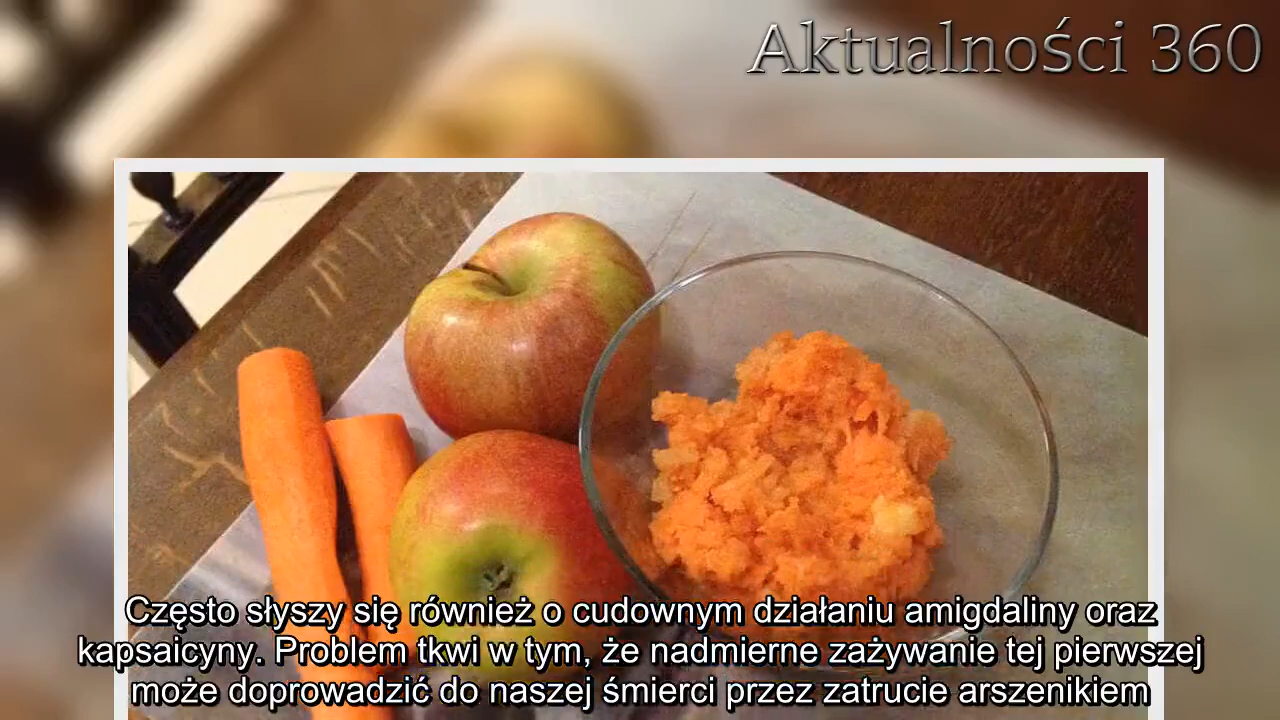 Aktualności 360
Często słyszy się również o cudownym działaniu amigdaliny oraz
kapsaicyny. Problem tkwi w tym, że nadmierne zażywanie tej pierwszej
może doprowadzić do naszej śmierci przez zatrucie arszenikiem